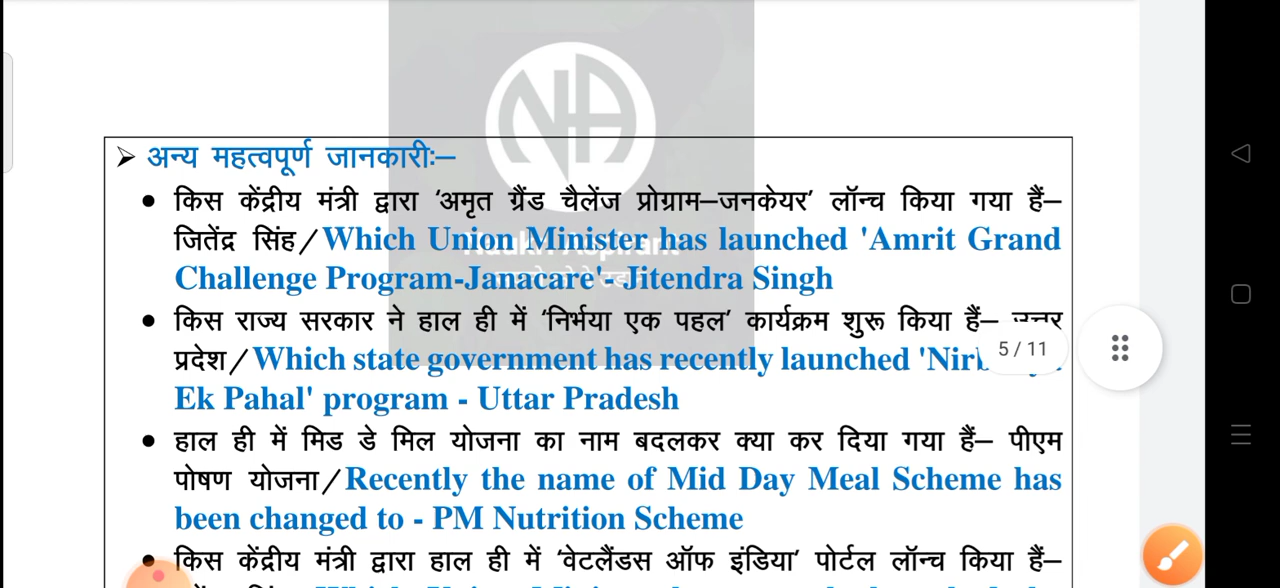 अन्य महत्वपूर्ण जानकारीः–
किस केंद्रीय मंत्री द्वारा ‘अमृत ग्रैंड चैलेंज प्रोग्राम–जनकेयर’ लॉन्च किया गया हैं–
जितेंद्र सिंह/Which Union Minister has launched 'Amrit Grand
Challenge Program-Janacare'- Jitendra Singh
किस राज्य सरकार ने हाल ही में ‘निर्भया एक पहल’ कार्यक्रम शुरू किया हैं– उत्तर
5 / 11
प्रदेश/Which state government has recently launched
Ek Pahal' program - Uttar Pradesh
हाल ही में मिड डे मिल योजना का नाम बदलकर क्या कर दिया गया हैं– पीएम
पोषण योजना/Recently the name of Mid Day Meal Scheme has
been changed to - PM Nutrition Scheme
किस केंद्रीय मंत्री द्वारा हाल ही में ‘वेटलैंडस ऑफ इंडिया’ पोर्टल लॉन्च किया हैं–